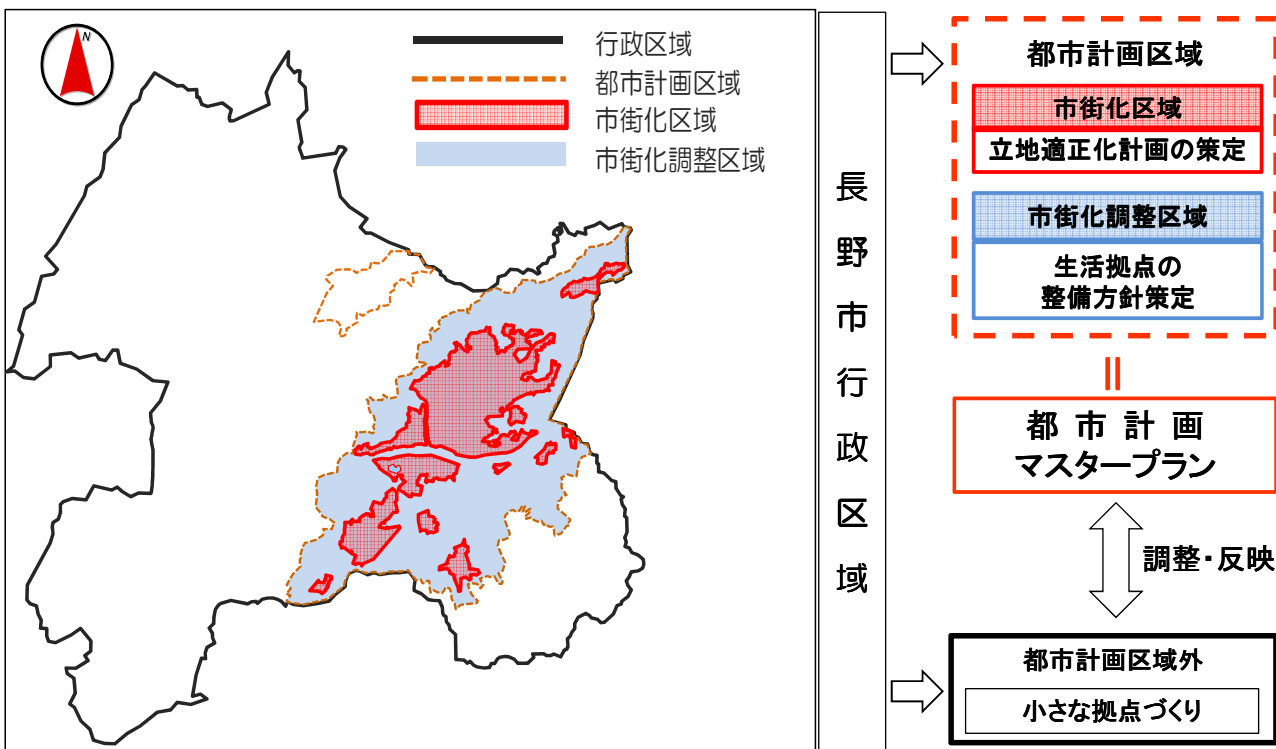 N
行政区域
都市計画区域
市街化区域
市街化調整区域
長野市行政区域
都市計画区域
市街化区域
立地適正化計画の策定
市街化調整区域
生活拠点の
整備方針策定
都市計画
マスタープラン
調整・反映
都市計画区域外
小さな拠点づくり